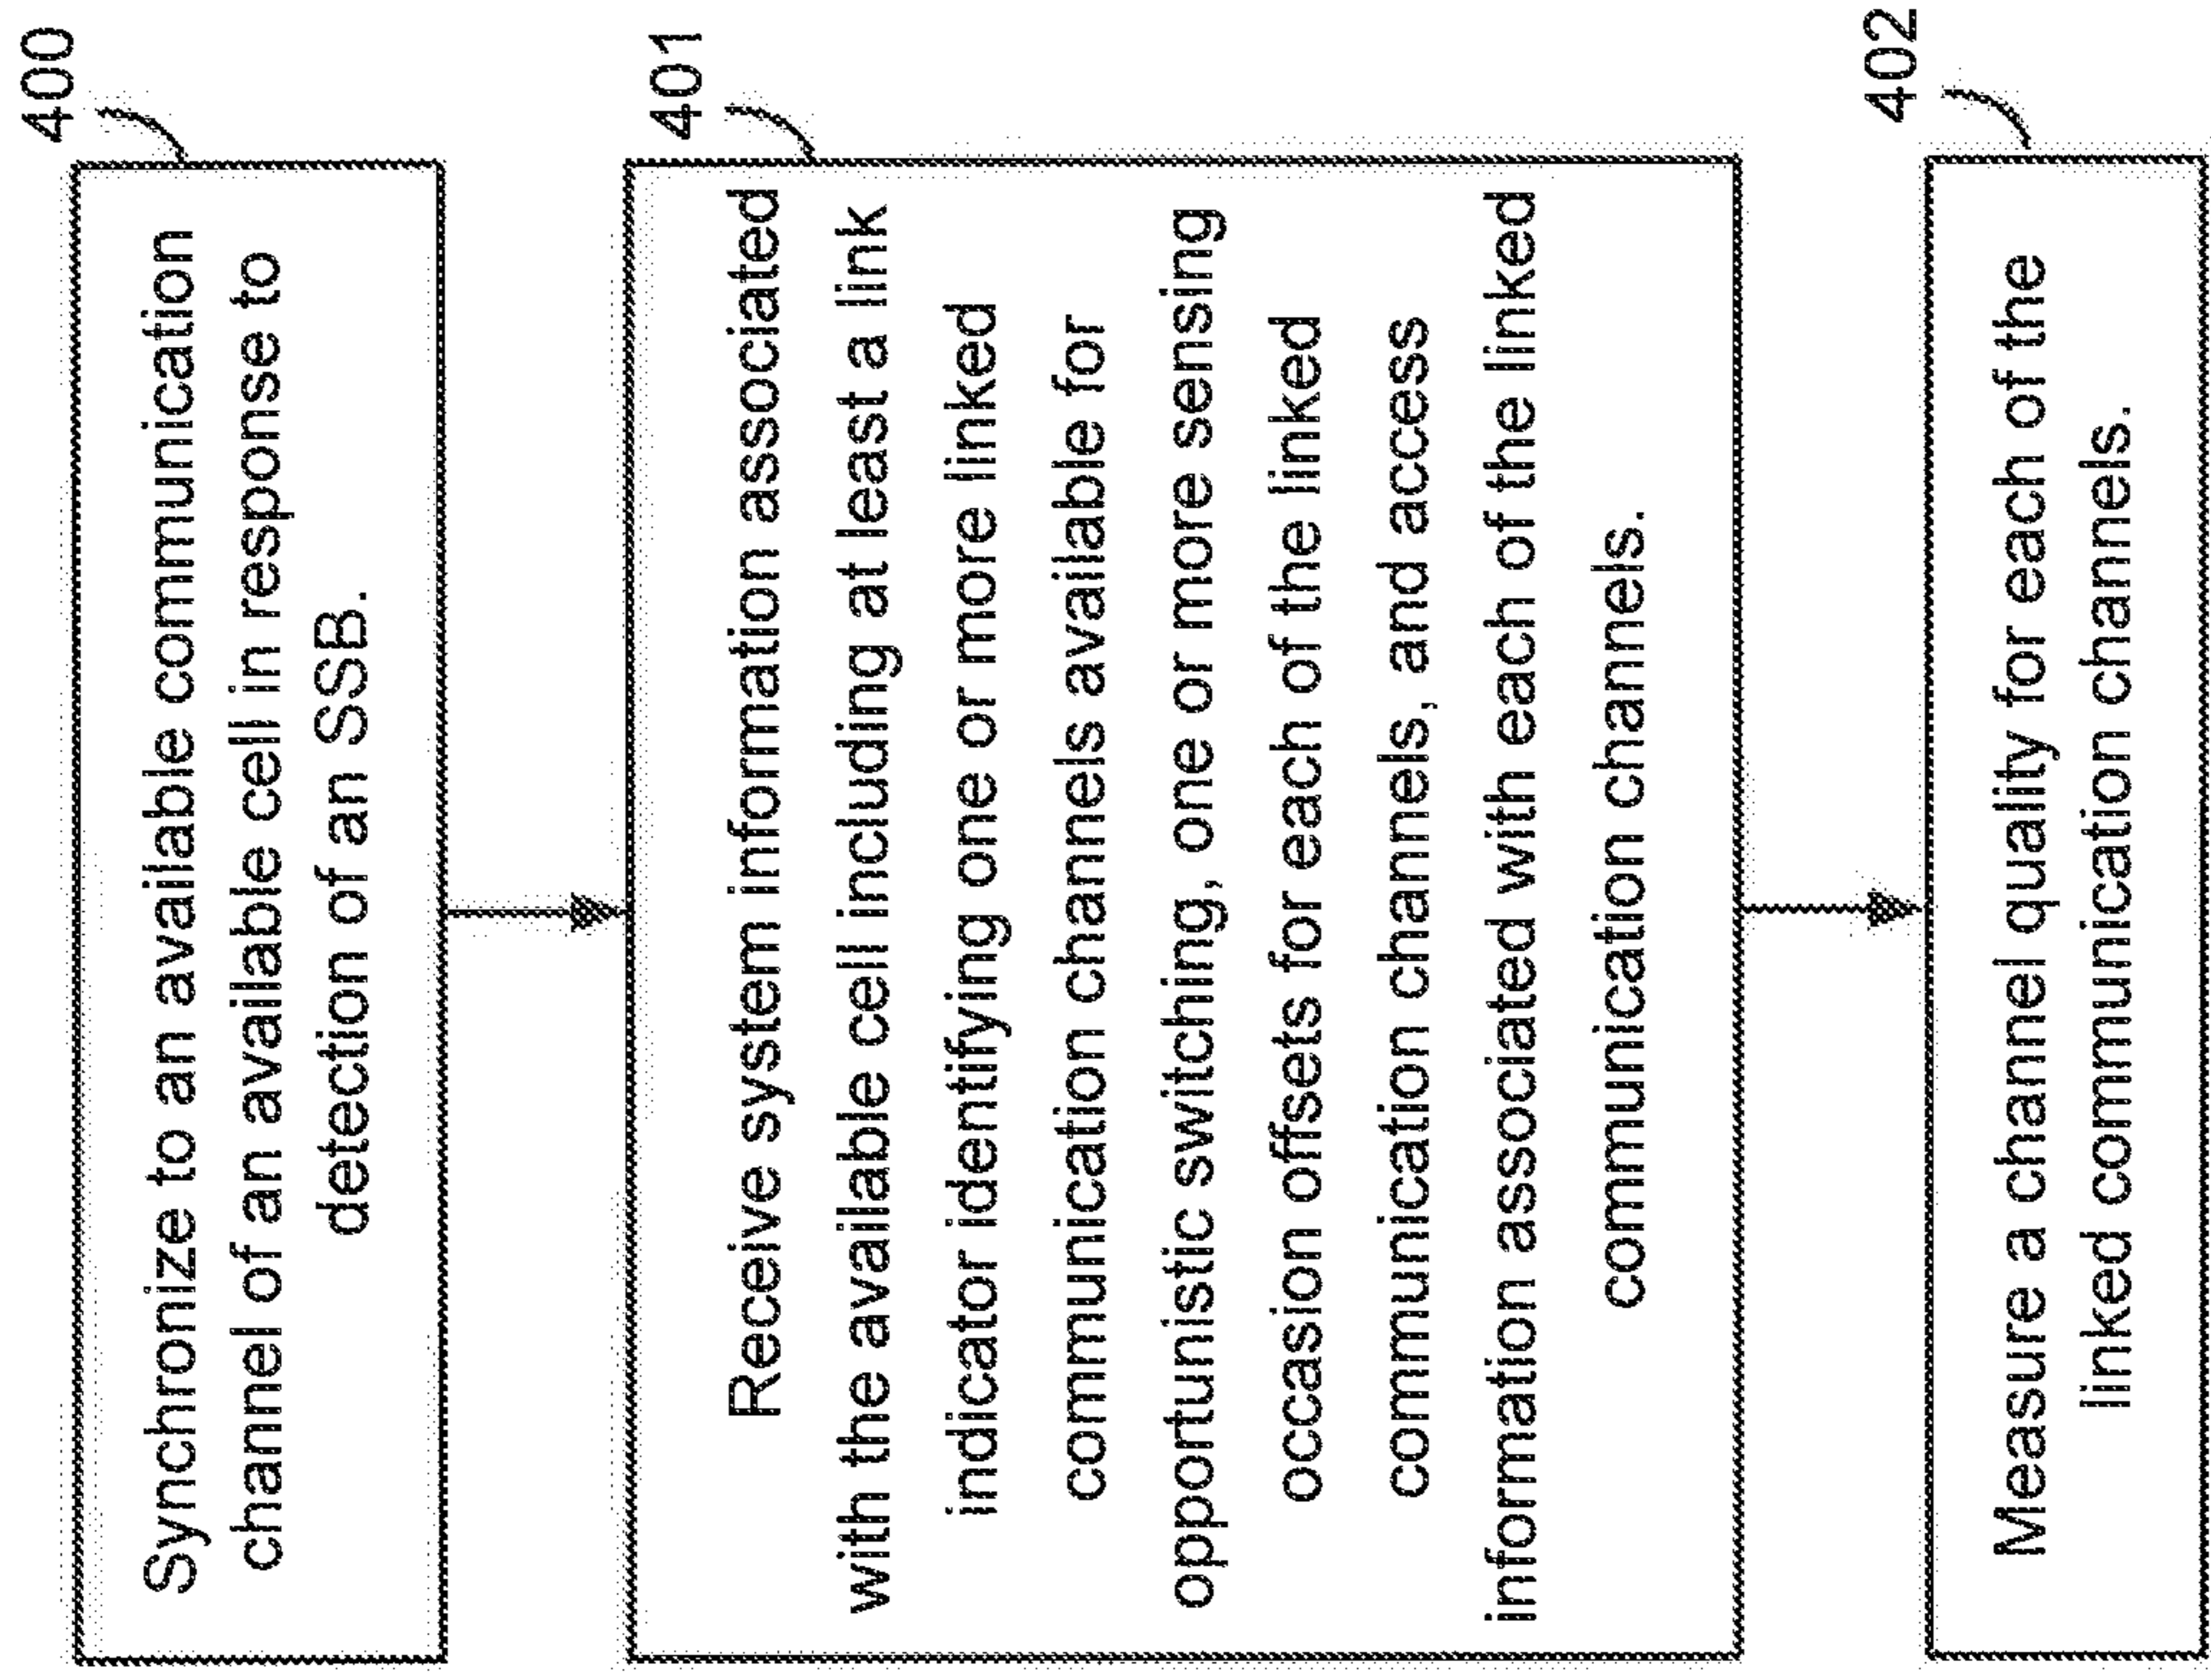 400
Synchronize to an available communication
channel of an available cell in response to
detection of an SSB.
401
Receive system information associated
with the available cell including at least a link
indicator identifying one or more linked
communication channels available for
opportunistic switching, one or more sensing
occasion offsets for each of the linked
communication channels, and access
information associated with each of the linked
communication channels.
402
Measure a channel quality for each of the
linked communication channels.